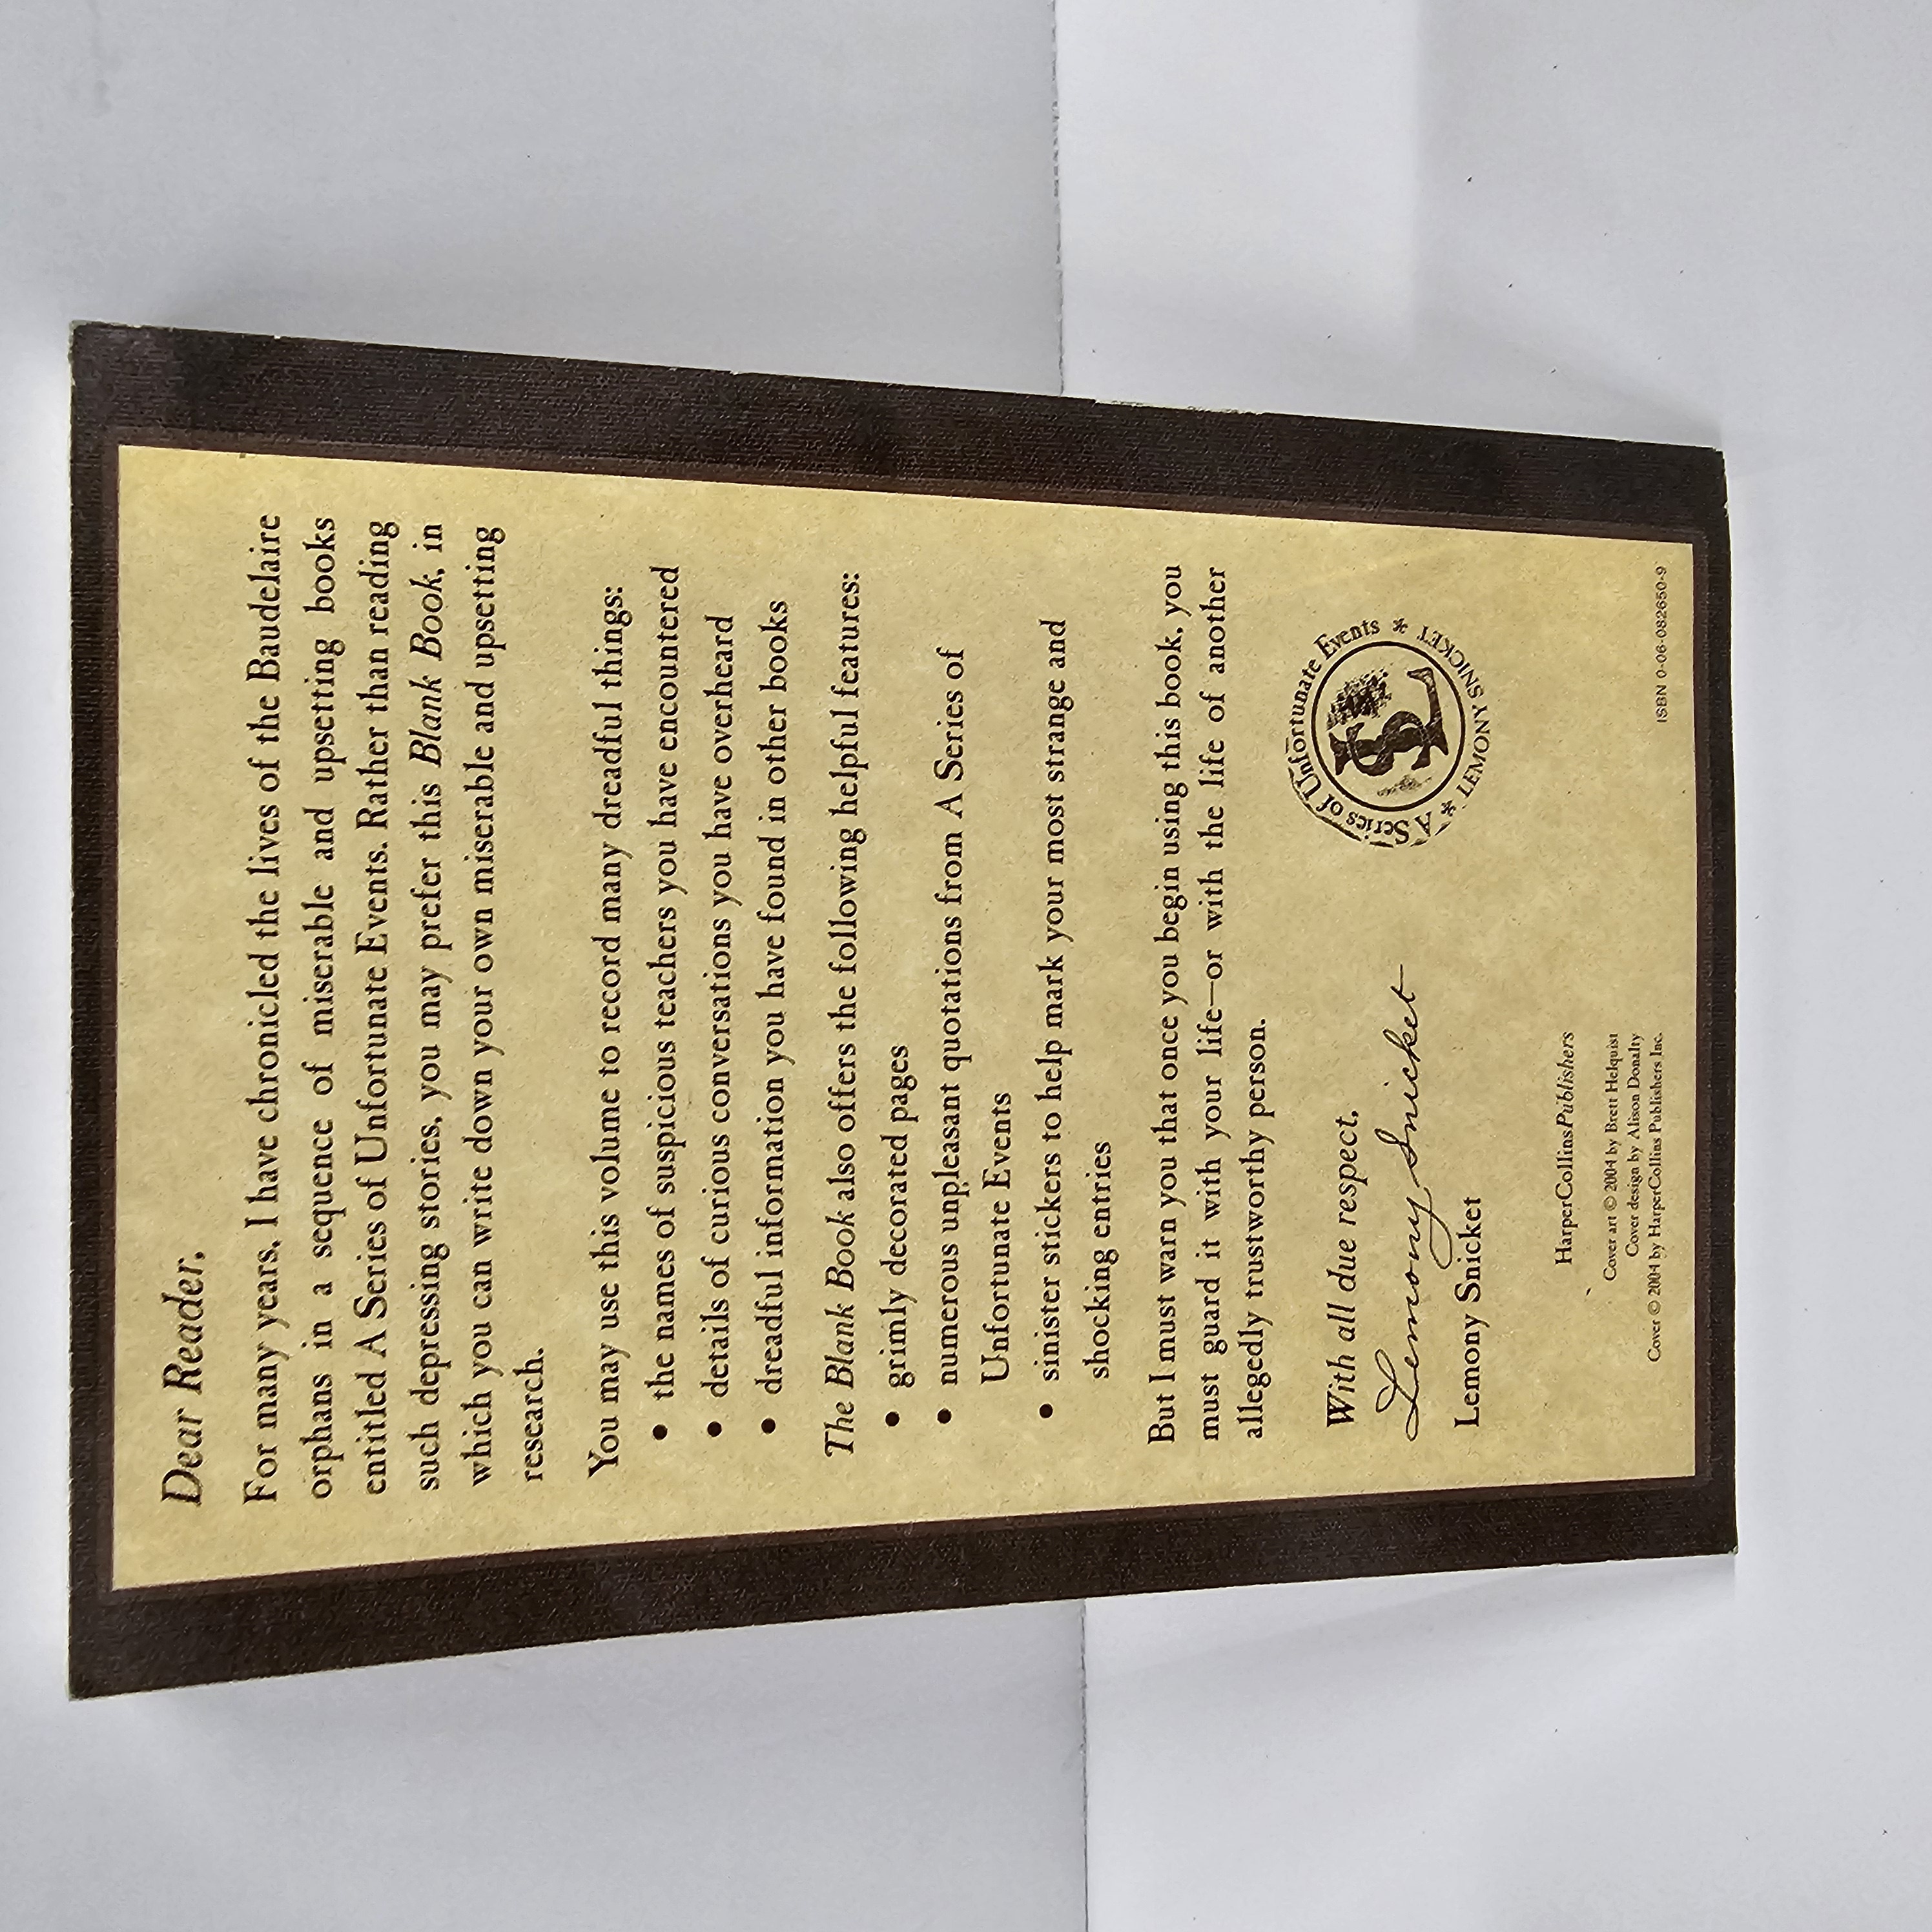 Dear Reader,
For many years, I have chronicled the lives of the Baudelaire
orphans in a sequence of miserable and upsetting books
entitled A Series of Unfortunate Events. Rather than reading
such depressing stories, you may prefer this Blank Book, in
which you can write down your own miserable and upsetting
research.
You may use this volume to record many dreadful things:
• the names of suspicious teachers you have encountered
• details of curious conversations you have overheard
• dreadful information you have found in other books
The Blank Book also offers the following helpful features:
• grimly decorated pages
• numerous unpleasant quotations from A Series of
Unfortunate Events
• sinister stickers to help mark your most strange and
shocking entries
But I must warn you that once you begin using this book, you
must guard it with your life—or with the life of another
allegedly trustworthy person.
With all due respect,
Lemony Snicket
Lemony Snicket
* A Series of Unfortunate Events *
LS
LEMONY SNICKET
HarperCollinsPublishers
Cover art © 2004 by Brett Helquist
Cover design by Alison Donalty
Cover © 2004 by HarperCollins Publishers Inc.
ISBN 0-06-082650-9